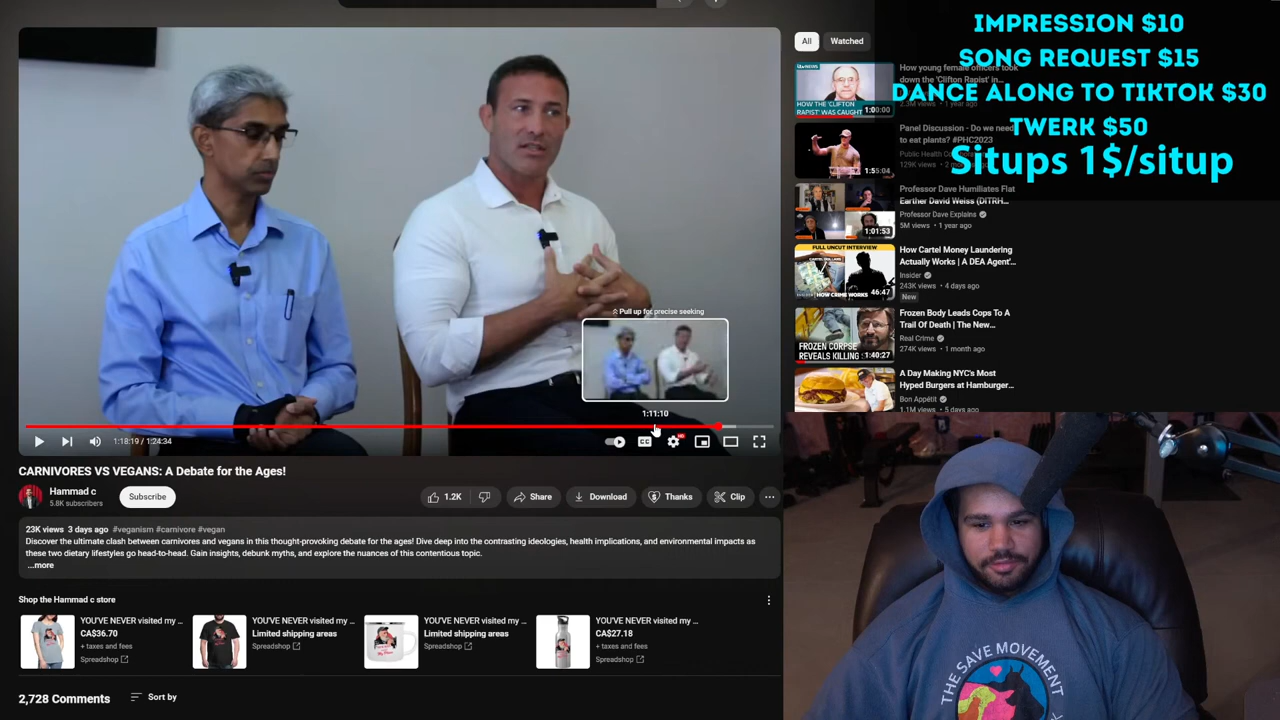 IMPRESSION $10
SONG REQUEST $15
DANCE ALONG TO TIKTOK $30
TWERK $50
Situps 1$/situp
All
Watched
HOW THE 'CLIFTON
RAPIST' WAS CAUGHT
1:00:00
How young female officers took
down the 'Clifton Rapist' in...
1 year ago
1:55:04
Panel Discussion - Do we need
to eat plants? #PHC2023
Public Health
129K views
1:01:53
Professor Dave Humiliates Flat
Earther David Weiss (DITRH...
Professor Dave Explains
5M views • 1 year ago
FULL UNCUT INTERVIEW
HOW CRIME WORKS
46:47
How Cartel Money Laundering
Actually Works | A DEA Agent'...
Insider
243K views • 4 days ago
New
FROZEN CORPSE
REVEALS KILLING
1:40:27
Frozen Body Leads Cops To A
Trail Of Death | The New...
Real Crime
274K views • 1 month ago
A Day Making NYC's Most
Hyped Burgers at Hamburger...
Bon Appétit
1.1M views • 5 days ago
Pull up for precise seeking
1:11:10
1:18:19 / 1:24:34
CC
HD
CARNIVORES VS VEGANS: A Debate for the Ages!
Hammad c
5.8K subscribers
Subscribe
1.2K
Share
Download
Thanks
Clip
23K views 3 days ago #veganism #carnivore #vegan
Discover the ultimate clash between carnivores and vegans in this thought-provoking debate for the ages! Dive deep into the contrasting ideologies, health implications, and environmental impacts as
these two dietary lifestyles go head-to-head. Gain insights, debunk myths, and explore the nuances of this contentious topic.
...more
Shop the Hammad c store
YOU'VE NEVER visited my ...
CA$36.70
+ taxes and fees
Spreadshop
YOU'VE NEVER visited my ...
Limited shipping areas
Spreadshop
YOU'VE NEVER visited my ...
Limited shipping areas
Spreadshop
YOU'VE NEVER visited my ...
CA$27.18
+ taxes and fees
Spreadshop
2,728 Comments
Sort by
THE SAVE MOVEMENT